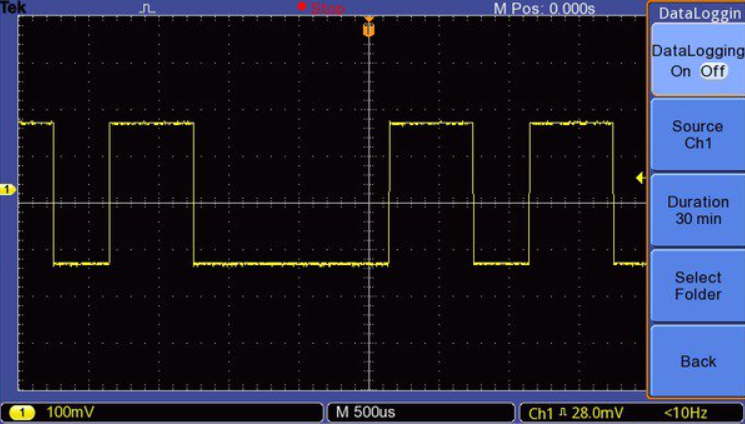 Tek
Stop
M Pos: 0.000s
DataLoggin
T
DataLogging
On Off
Source
Ch1
1
Duration
30 min
Select
Folder
Back
1 100mV
M 500us
Ch1 28.0mV <10Hz